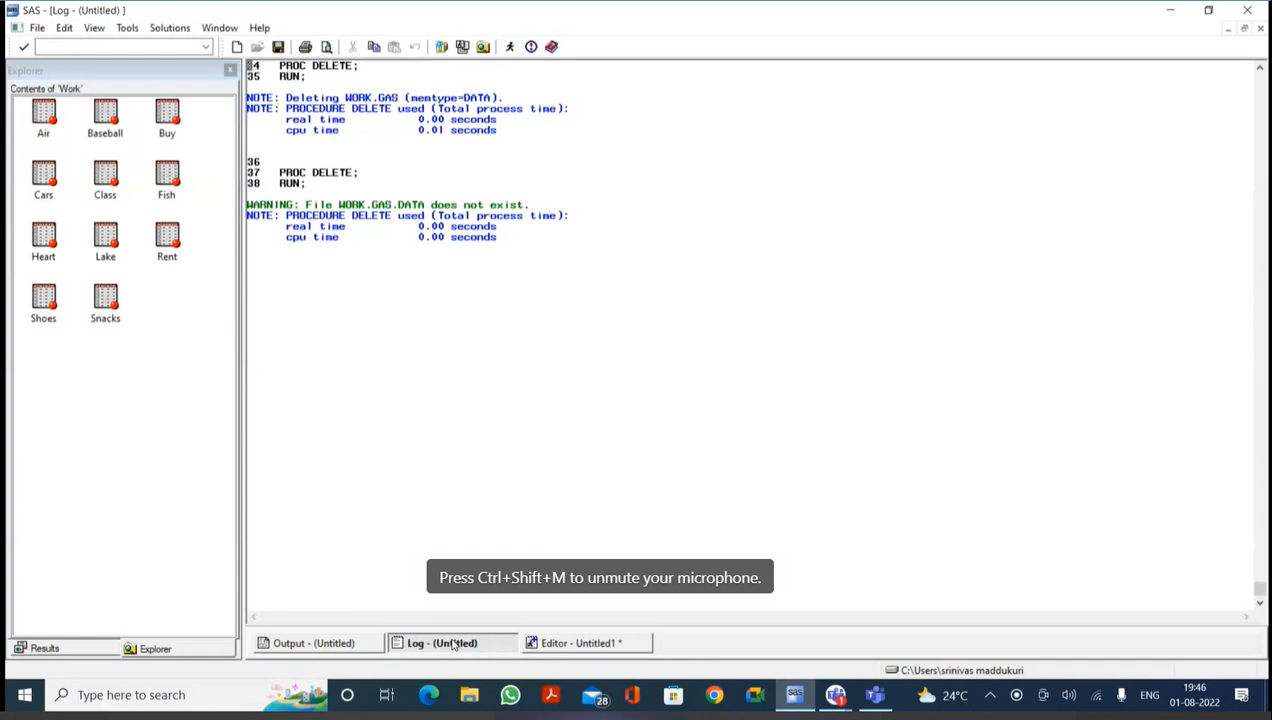 SAS - [Log - (Untitled) ]
File Edit View Tools Solutions Window Help
Explorer
Contents of 'Work'
Air Baseball Buy
Cars Class Fish
Heart Lake Rent
Shoes Snacks
34 PROC DELETE;
35 RUN;
NOTE: Deleting WORK.GAS (memtype=DATA).
NOTE: PROCEDURE DELETE used (Total process time):
real time 0.00 seconds
cpu time 0.01 seconds
36
37 PROC DELETE;
38 RUN;
WARNING: File WORK.GAS.DATA does not exist.
NOTE: PROCEDURE DELETE used (Total process time):
real time 0.00 seconds
cpu time 0.00 seconds
Press Ctrl+Shift+M to unmute your microphone.
Results Explorer
Output - (Untitled) Log - (Untitled) Editor - Untitled1 *
C:\Users\srinivas maddukuri
Type here to search
28
sas
1
24°C
ENG
19:46
01-08-2022